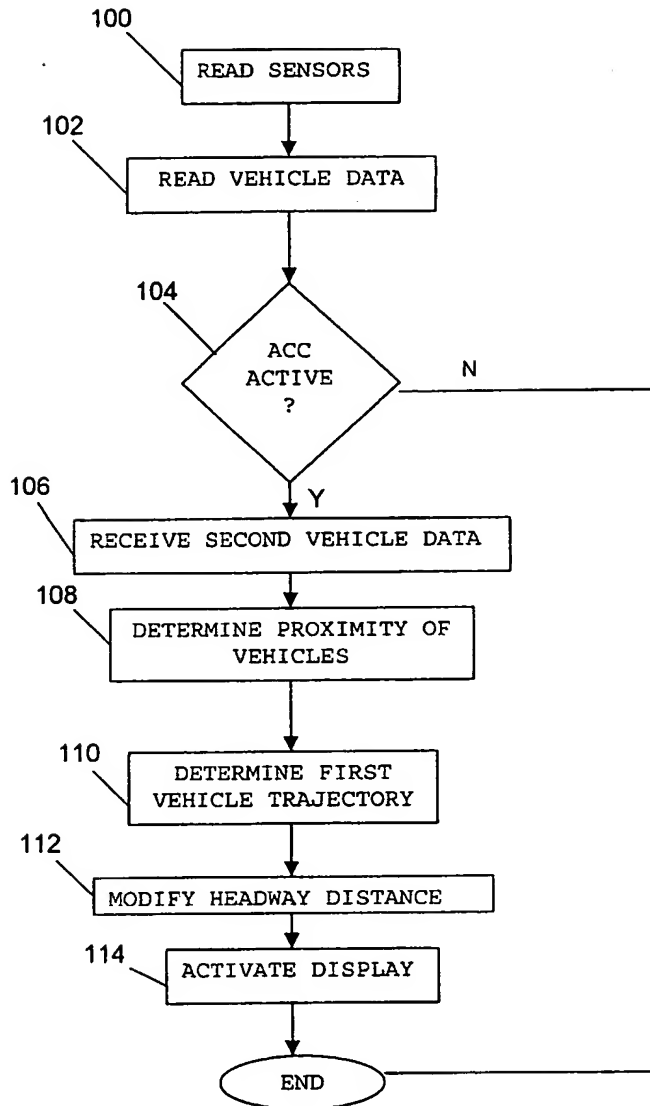 100
READ SENSORS
102
READ VEHICLE DATA
104
ACC
ACTIVE
?
N
Y
106
RECEIVE SECOND VEHICLE DATA
108
DETERMINE PROXIMITY OF
VEHICLES
110
DETERMINE FIRST
VEHICLE TRAJECTORY
112
MODIFY HEADWAY DISTANCE
114
ACTIVATE DISPLAY
END